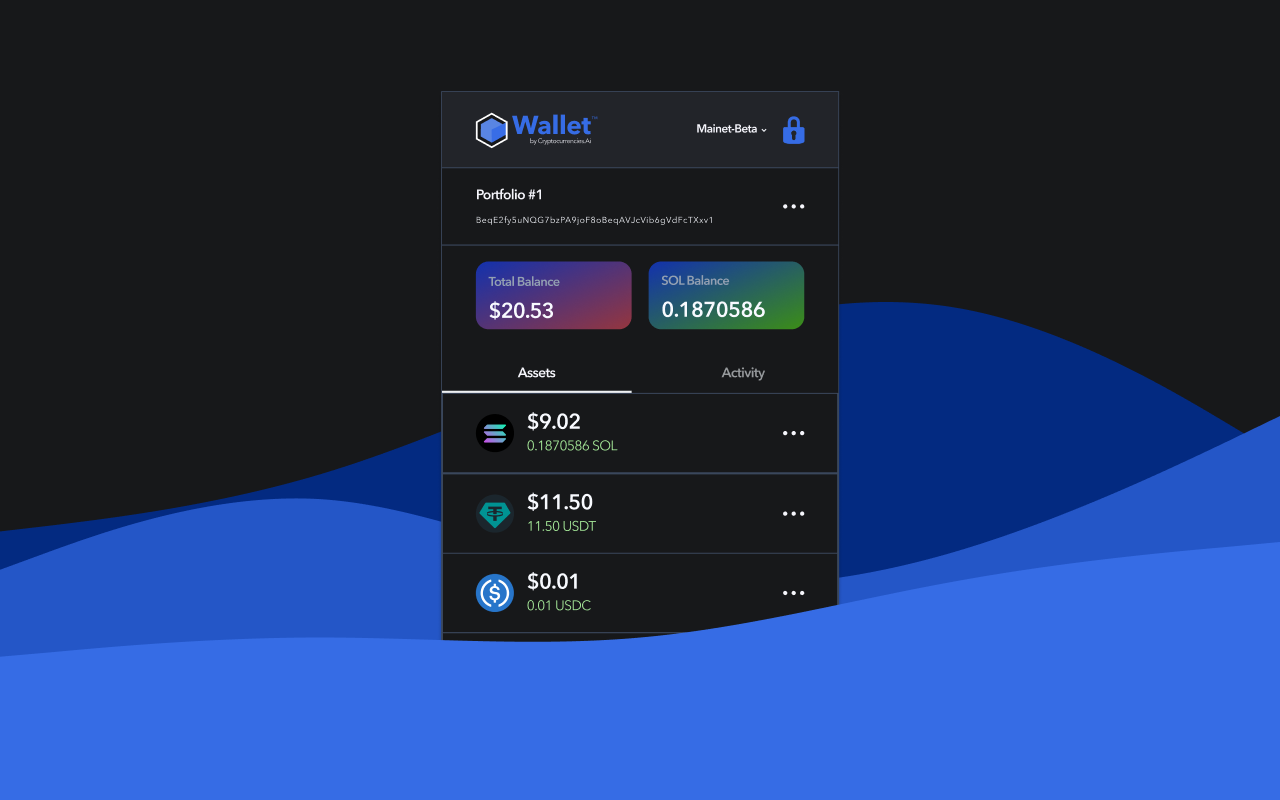 Wallet™
by Cryptocurrencies.Ai
Mainet-Beta
Portfolio #1
BeqE2fy5uNQG7bzPA9joF8oBeqAVJcVib6gVdFcTXxv1
Total Balance
$20.53
SOL Balance
0.1870586
Assets
Activity
$9.02
0.1870586 SOL
$11.50
11.50 USDT
$0.01
0.01 USDC